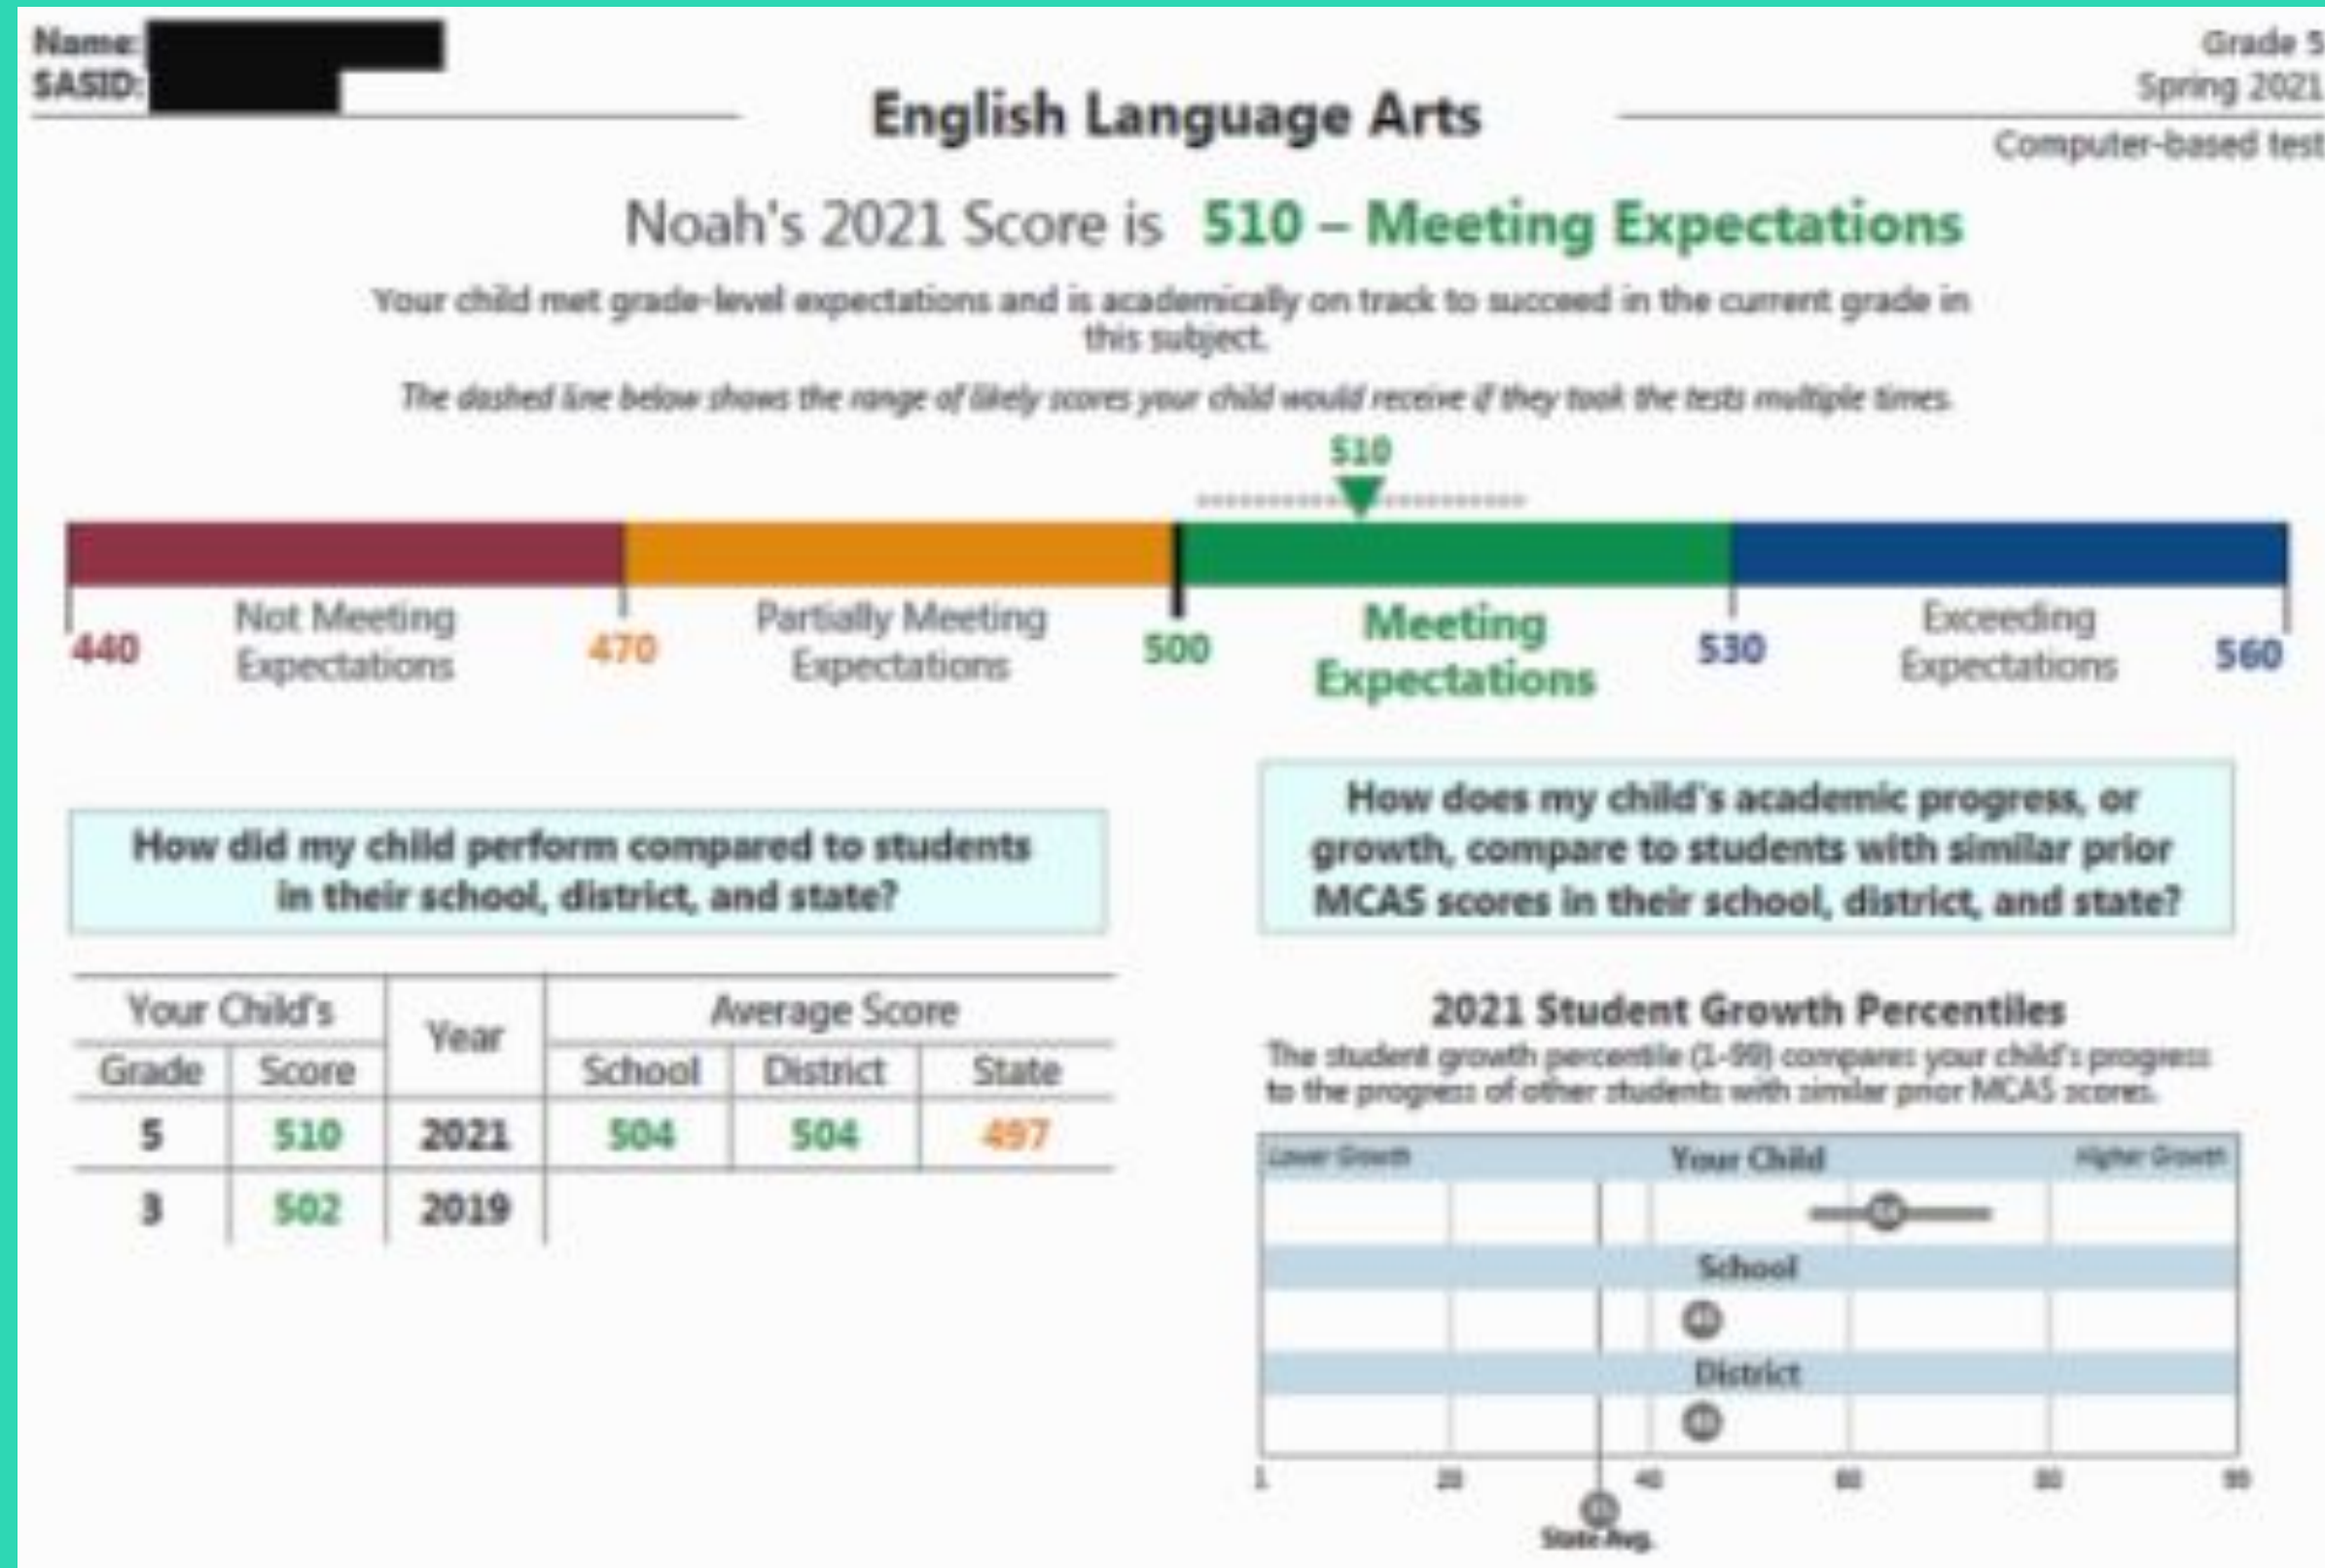 Name:
SASID:
Grade 5
Spring 2021
English Language Arts
Computer-based test
Noah's 2021 Score is 510 – Meeting Expectations
Your child met grade-level expectations and is academically on track to succeed in the current grade in
this subject.
The dashed line below shows the range of likely scores your child would receive if they took the tests multiple times.
510
Not Meeting
Expectations
Partially Meeting
Expectations
Meeting
Expectations
Exceeding
Expectations
440 470 500 530 560
How did my child perform compared to students
in their school, district, and state?
Your Child's Year Average Score
Grade Score School District State
5 510 2021 504 504 497
3 502 2019
How does my child's academic progress, or
growth, compare to students with similar prior
MCAS scores in their school, district, and state?
2021 Student Growth Percentiles
The student growth percentile (1-99) compares your child's progress
to the progress of other students with similar prior MCAS scores.
Lower Growth Your Child Higher Growth
School
District
1 20 40 60 80 99
State Avg.